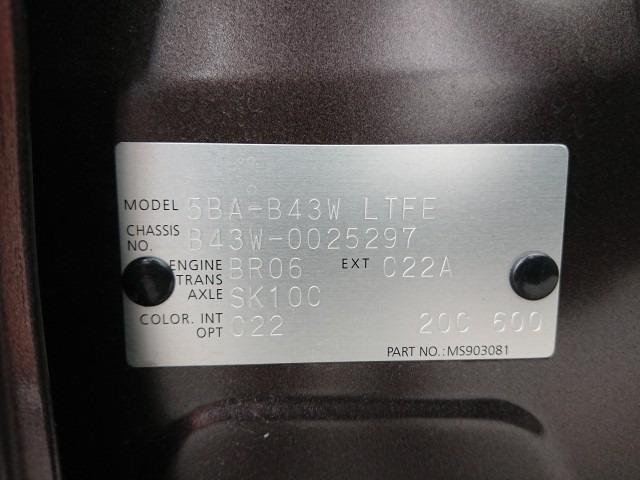 MODEL 5BA-B43W LTFE
CHASSIS NO. B43W-0025297
ENGINE BR06 EXT C22A
TRANS AXLE SK10C
COLOR. INT OPT C22 20C 600
PART NO.:MS903081